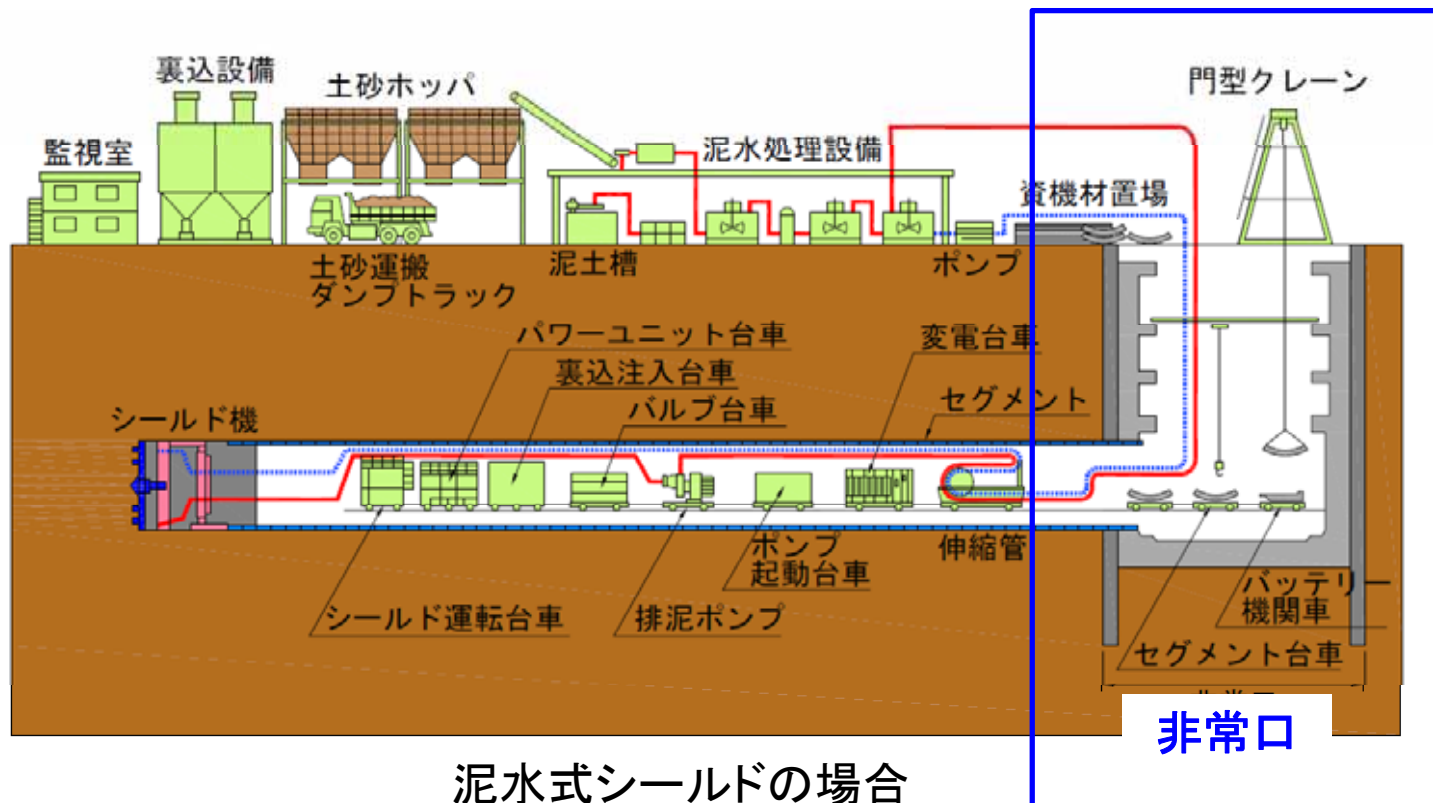 裏込設備
土砂ホッパ
門型クレーン
監視室
泥水処理設備
資機材置場
土砂運搬
ダンプトラック
泥土槽
ポンプ
パワーユニット台車
変電台車
裏込注入台車
セグメント
バルブ台車
シールド機
ポンプ
起動台車
伸縮管
バッテリー
機関車
シールド運転台車
排泥ポンプ
セグメント台車
非常口
泥水式シールドの場合